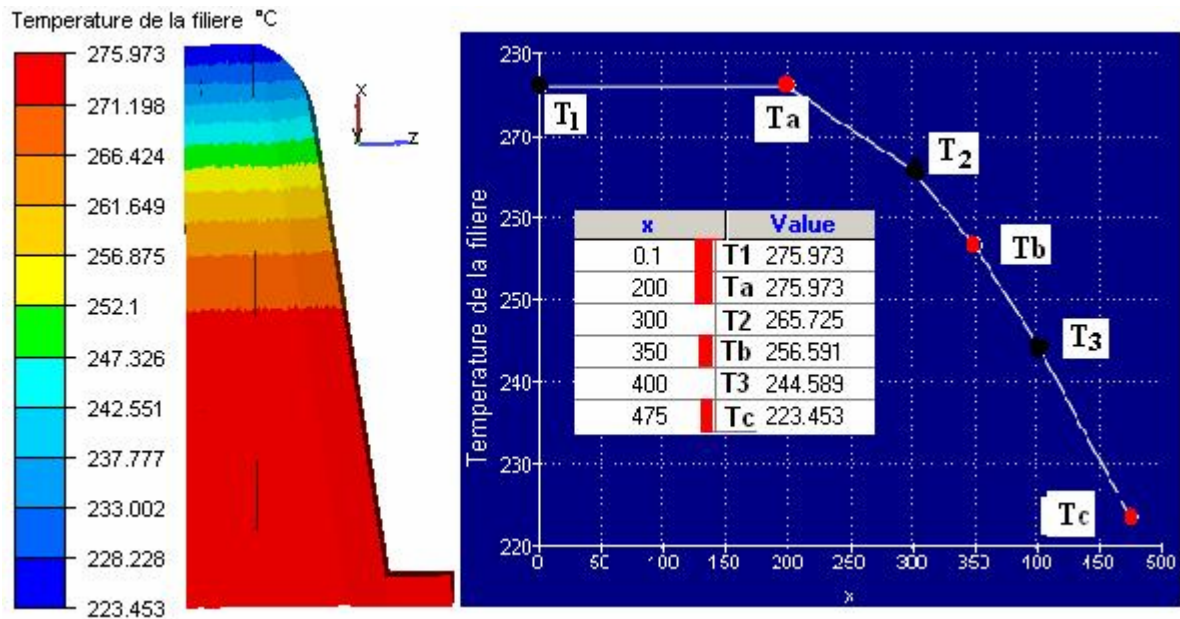 Temperature de la filiere °C
275.973
271.198
266.424
261.649
256.875
252.1
247.326
242.551
237.777
233.002
228.228
223.453
X
Y
Z
Temperature de la filiere
230
270
260
250
240
230
220
0 50 100 150 200 250 300 350 400 450 500
x
T1
Ta
T2
Tb
T3
Tc
x Value
0.1 T1 275.973
200 Ta 275.973
300 T2 265.725
350 Tb 256.591
400 T3 244.589
475 Tc 223.453